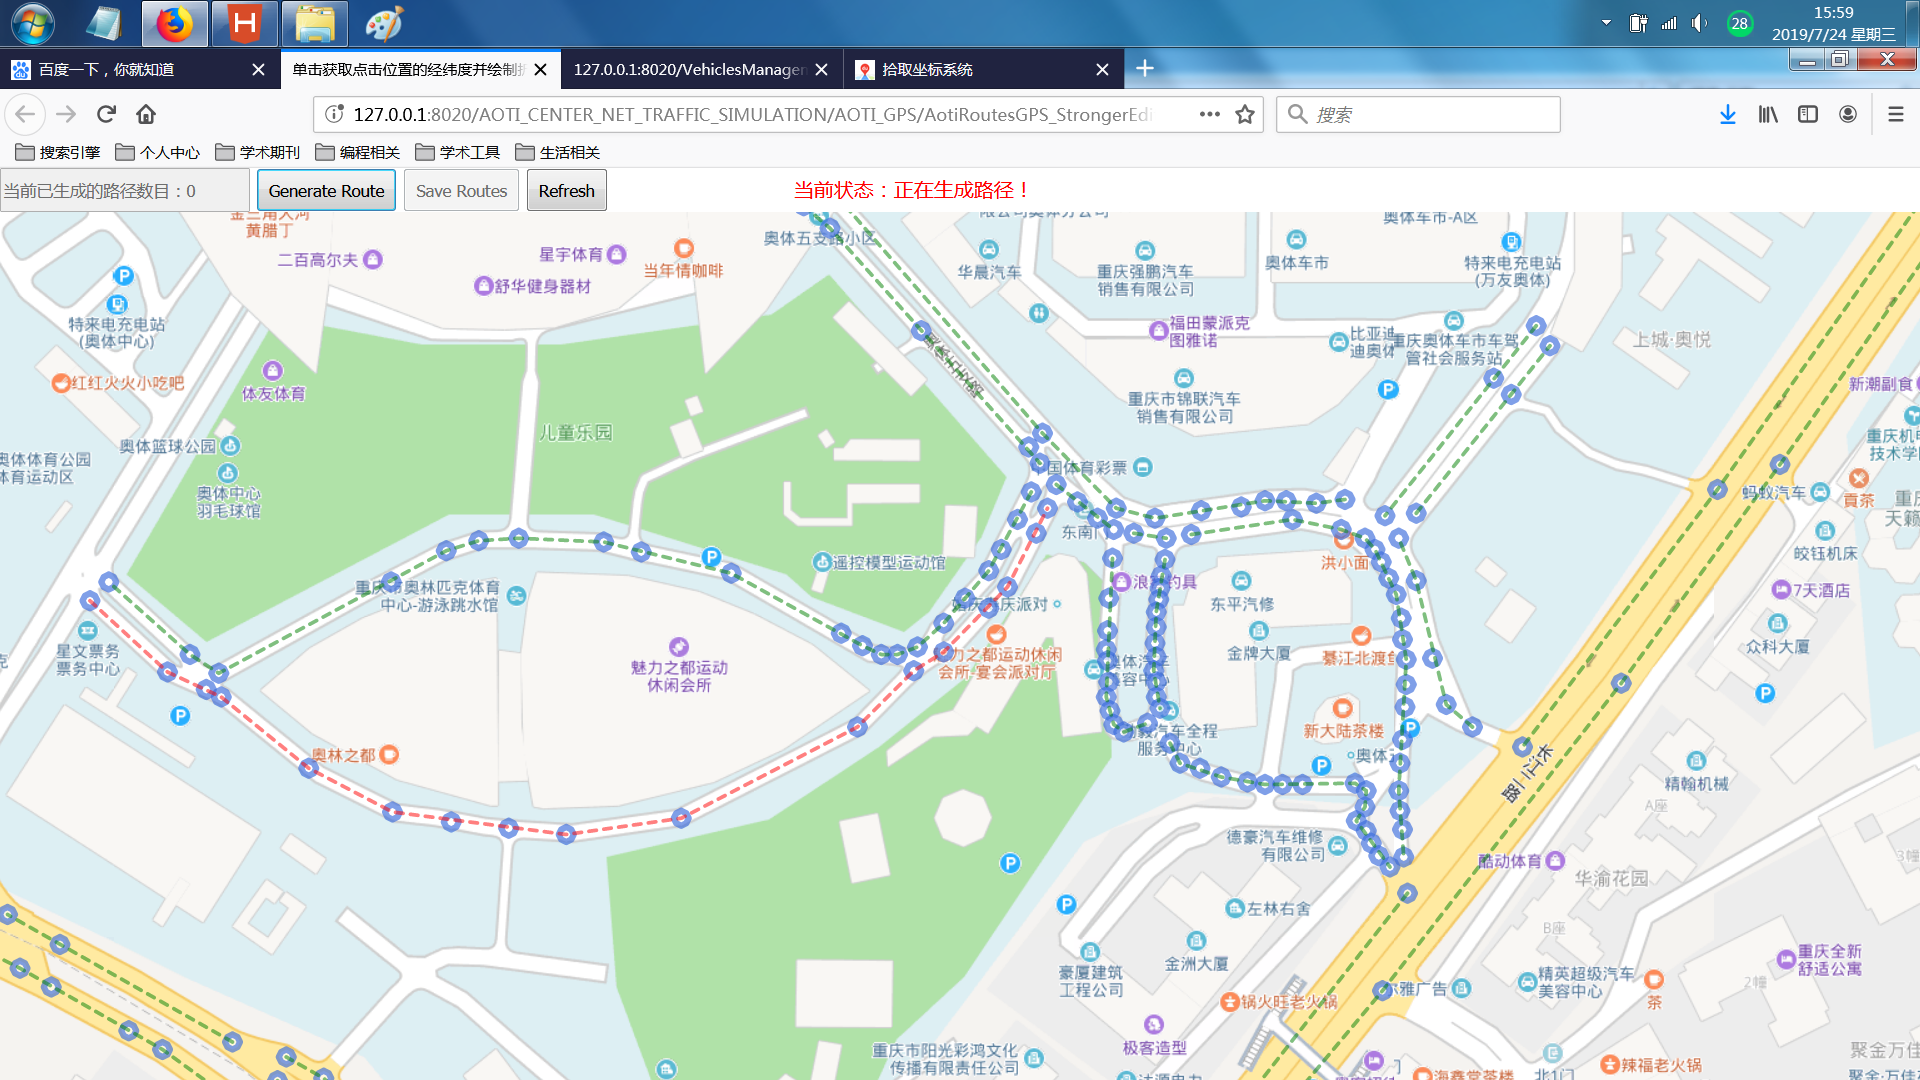 15:59
28
2019/7/24 星期三
百度一下，你就知道
单击获取点击位置的经纬度并绘制
127.0.0.1:8020/VehiclesManage
拾取坐标系统
127.0.0.1:8020/AOTI_CENTER_NET_TRAFFIC_SIMULATION/AOTI_GPS/AotiRoutesGPS_StrongerEdi
搜索
搜索引擎
个人中心
学术期刊
编程相关
学术工具
生活相关
当前已生成的路径数目：0
Generate Route
Save Routes
Refresh
当前状态：正在生成路径！
黄腊丁
二百高尔夫
星宇体育
舒华健身器材
当年情咖啡
奥体五支路小区
华晨汽车
重庆强鹏汽车
销售有限公司
奥体车市-A区
奥体车市
特来电充电站
(万友奥体)
特来电充电站
(奥体中心)
福田蒙派克
图雅诺
比亚迪
迪奥体
重庆奥体车市车驾
管社会服务站
上城·奥悦
红红火火小吃吧
体友体育
重庆市锦联汽车
销售有限公司
新潮副食
儿童乐园
奥体篮球公园
奥体体育公园
体育运动区
奥体中心
羽毛球馆
国体育彩票
重庆机电
技术学
蚂蚁汽车
贡茶
重庆
天籁
东南门
遥控模型运动馆
洪小面
皎钰机床
重庆市奥林匹克体育
中心-游泳跳水馆
7天酒店
东平汽修
星文票务
票务中心
魅力之都运动
休闲会所
力之都运动休闲
会所-宴会派对厅
金牌大厦
綦江北渡鱼
众科大厦
奥体汽车
美容中心
新大陆茶楼
奥林之都
汽车全程
服务中心
长江二路
精翰机械
A座
德豪汽车维修
有限公司
酷动体育
华渝花园
3幢
左林右舍
B座
豪厦建筑
工程公司
金洲大厦
重庆全新
舒适公寓
2幢
尔雅广告
精英超级汽车
美容中心
茶
锅火旺老火锅
极客造型
重庆市阳光彩鸿文化
传播有限责任公司
辣福老火锅
北1门
海鑫堂茶楼
聚金万佳